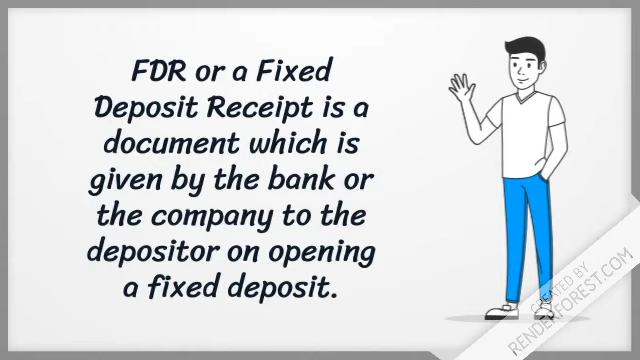 FDR or a Fixed
Deposit Receipt is a
document which is
given by the bank or
the company to the
depositor on opening
a fixed deposit.
CREATED BY
RENDERFOREST.COM